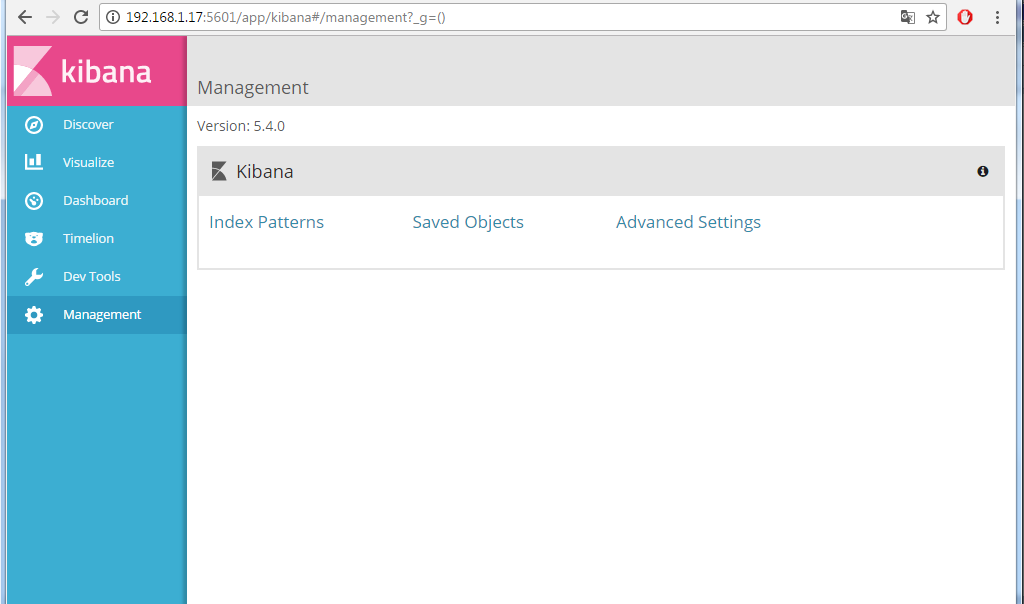 192.168.1.17:5601/app/kibana#/management?_g=()
kibana
Management
Discover
Visualize
Dashboard
Timelion
Dev Tools
Management
Version: 5.4.0
Kibana
Index Patterns
Saved Objects
Advanced Settings